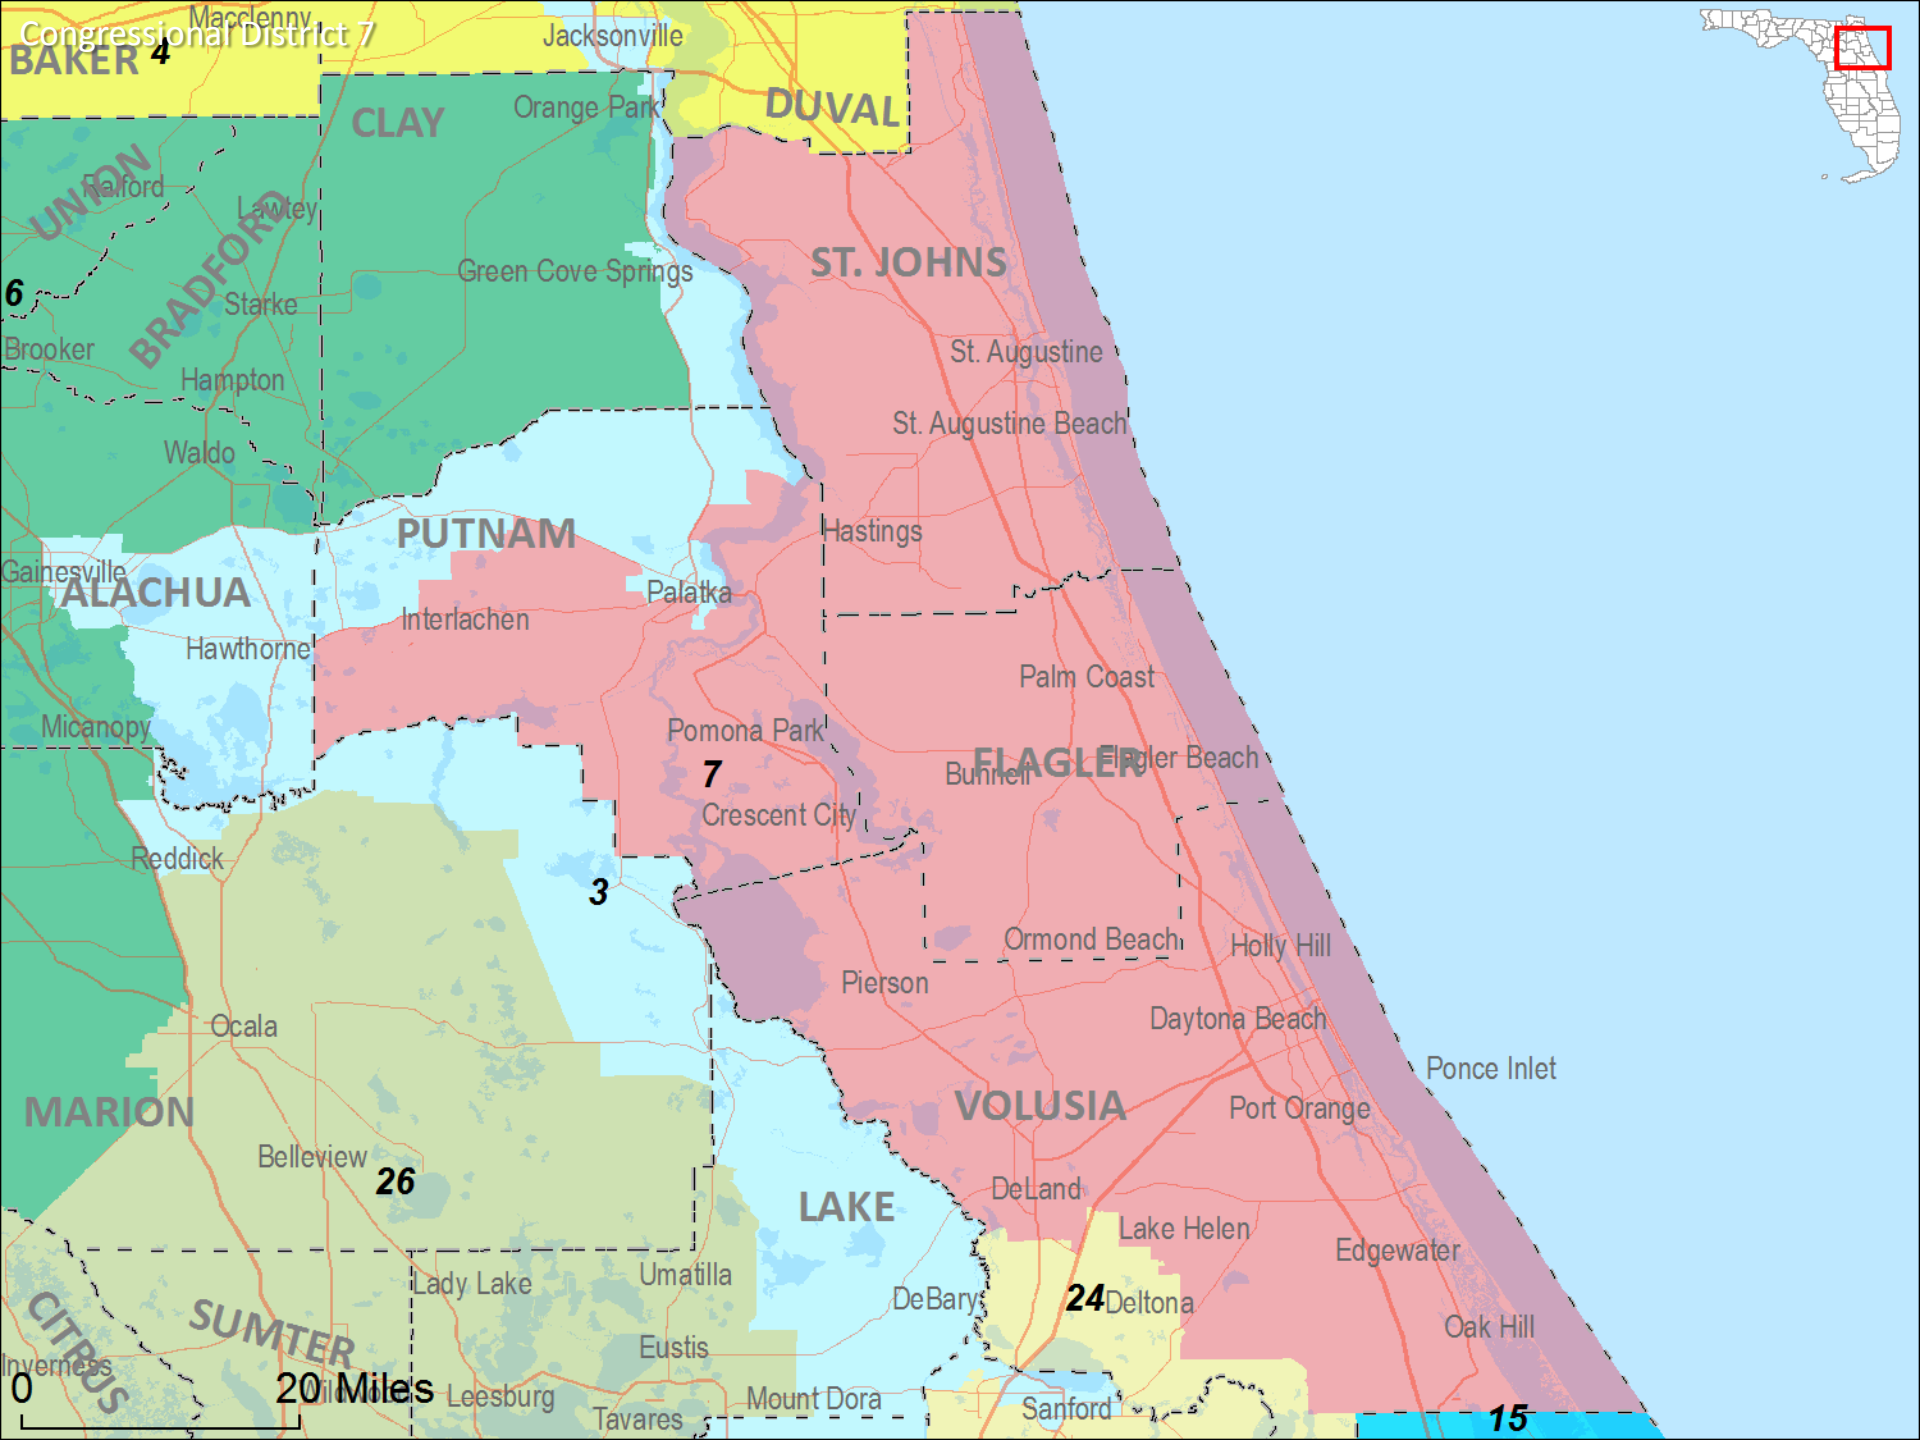 Macclenny
Congressional District 7
BAKER 4
Jacksonville
CLAY
Orange Park
DUVAL
UNION
Raiford
Lawtey
BRADFORD
ST. JOHNS
Green Cove Springs
6
Starke
Brooker
Hampton
St. Augustine
St. Augustine Beach
Waldo
PUTNAM
Hastings
Gainesville
ALACHUA
Palatka
Interlachen
Hawthorne
Palm Coast
Micanopy
Pomona Park
FLAGLER
Flagler Beach
Bunnell
7
Crescent City
Reddick
3
Ormond Beach
Holly Hill
Pierson
Ocala
Daytona Beach
Ponce Inlet
MARION
VOLUSIA
Port Orange
Belleview
26
DeLand
LAKE
Lake Helen
Edgewater
Umatilla
Lady Lake
DeBary
24
Deltona
CITRUS
SUMTER
Oak Hill
Eustis
Inverness
0
20 Miles
Leesburg
Mount Dora
Tavares
Sanford
15